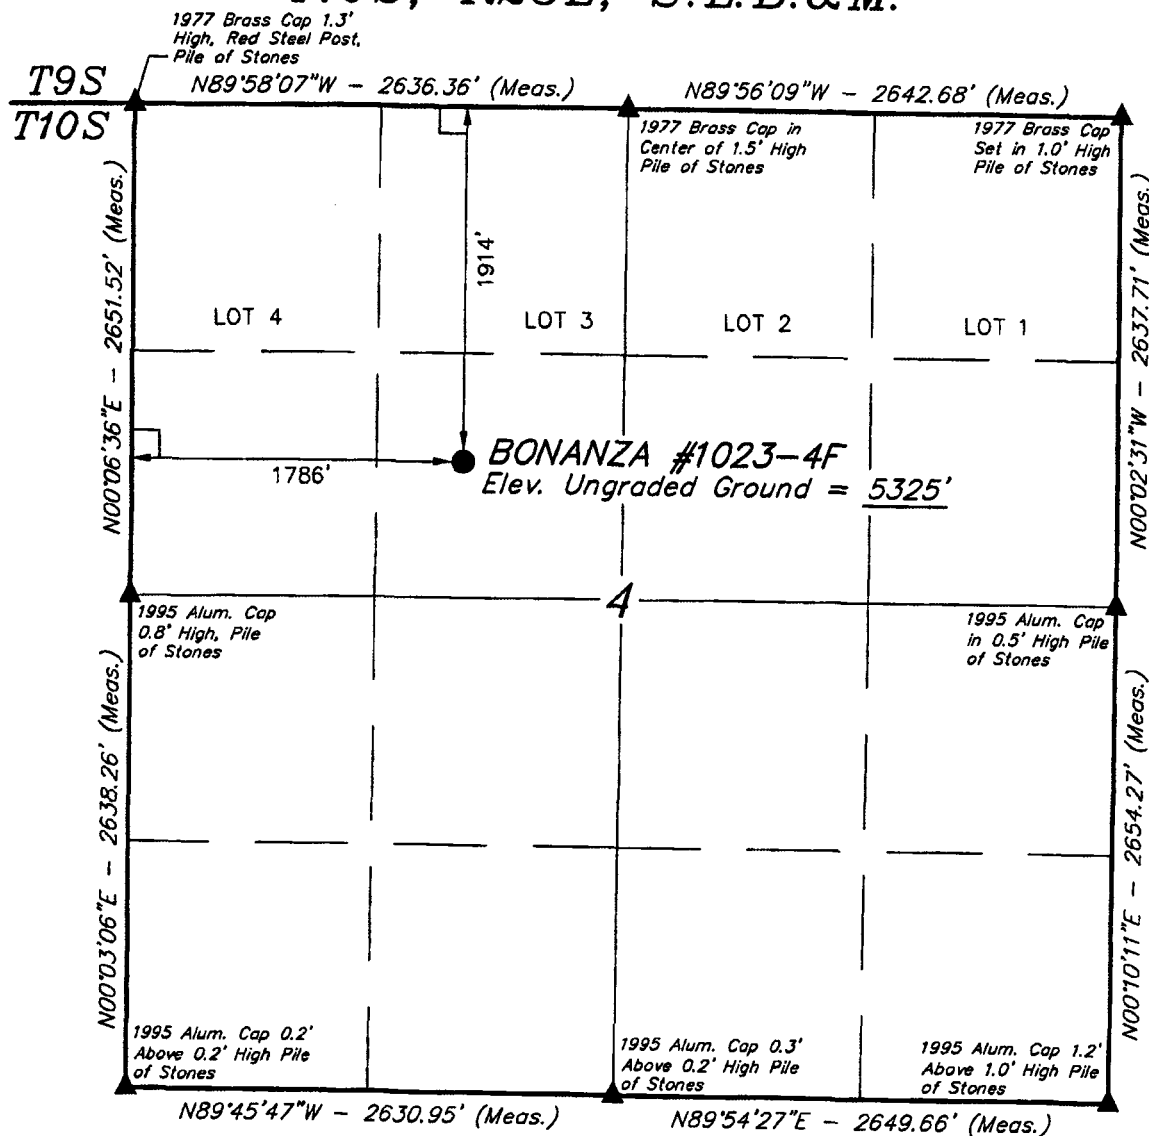 1977 Brass Cap 1.3'
High, Red Steel Post,
Pile of Stones
T9S
T10S
N89°58'07"W - 2636.36' (Meas.)
N89°56'09"W - 2642.68' (Meas.)
1977 Brass Cap in
Center of 1.5' High
Pile of Stones
1977 Brass Cap
Set in 1.0' High
Pile of Stones
N00°06'36"E - 2651.52' (Meas.)
1914'
N00°02'31"W - 2637.71' (Meas.)
LOT 4
LOT 3
LOT 2
LOT 1
1786'
BONANZA #1023-4F
Elev. Ungraded Ground = 5325'
4
1995 Alum. Cap
0.8' High, Pile
of Stones
1995 Alum. Cap
in 0.5' High Pile
of Stones
N00°03'06"E - 2638.26' (Meas.)
N00°10'11"E - 2654.27' (Meas.)
1995 Alum. Cap 0.2'
Above 0.2' High Pile
of Stones
1995 Alum. Cap 0.3'
Above 0.2' High Pile
of Stones
1995 Alum. Cap 1.2'
Above 1.0' High Pile
of Stones
N89°45'47"W - 2630.95' (Meas.)
N89°54'27"E - 2649.66' (Meas.)